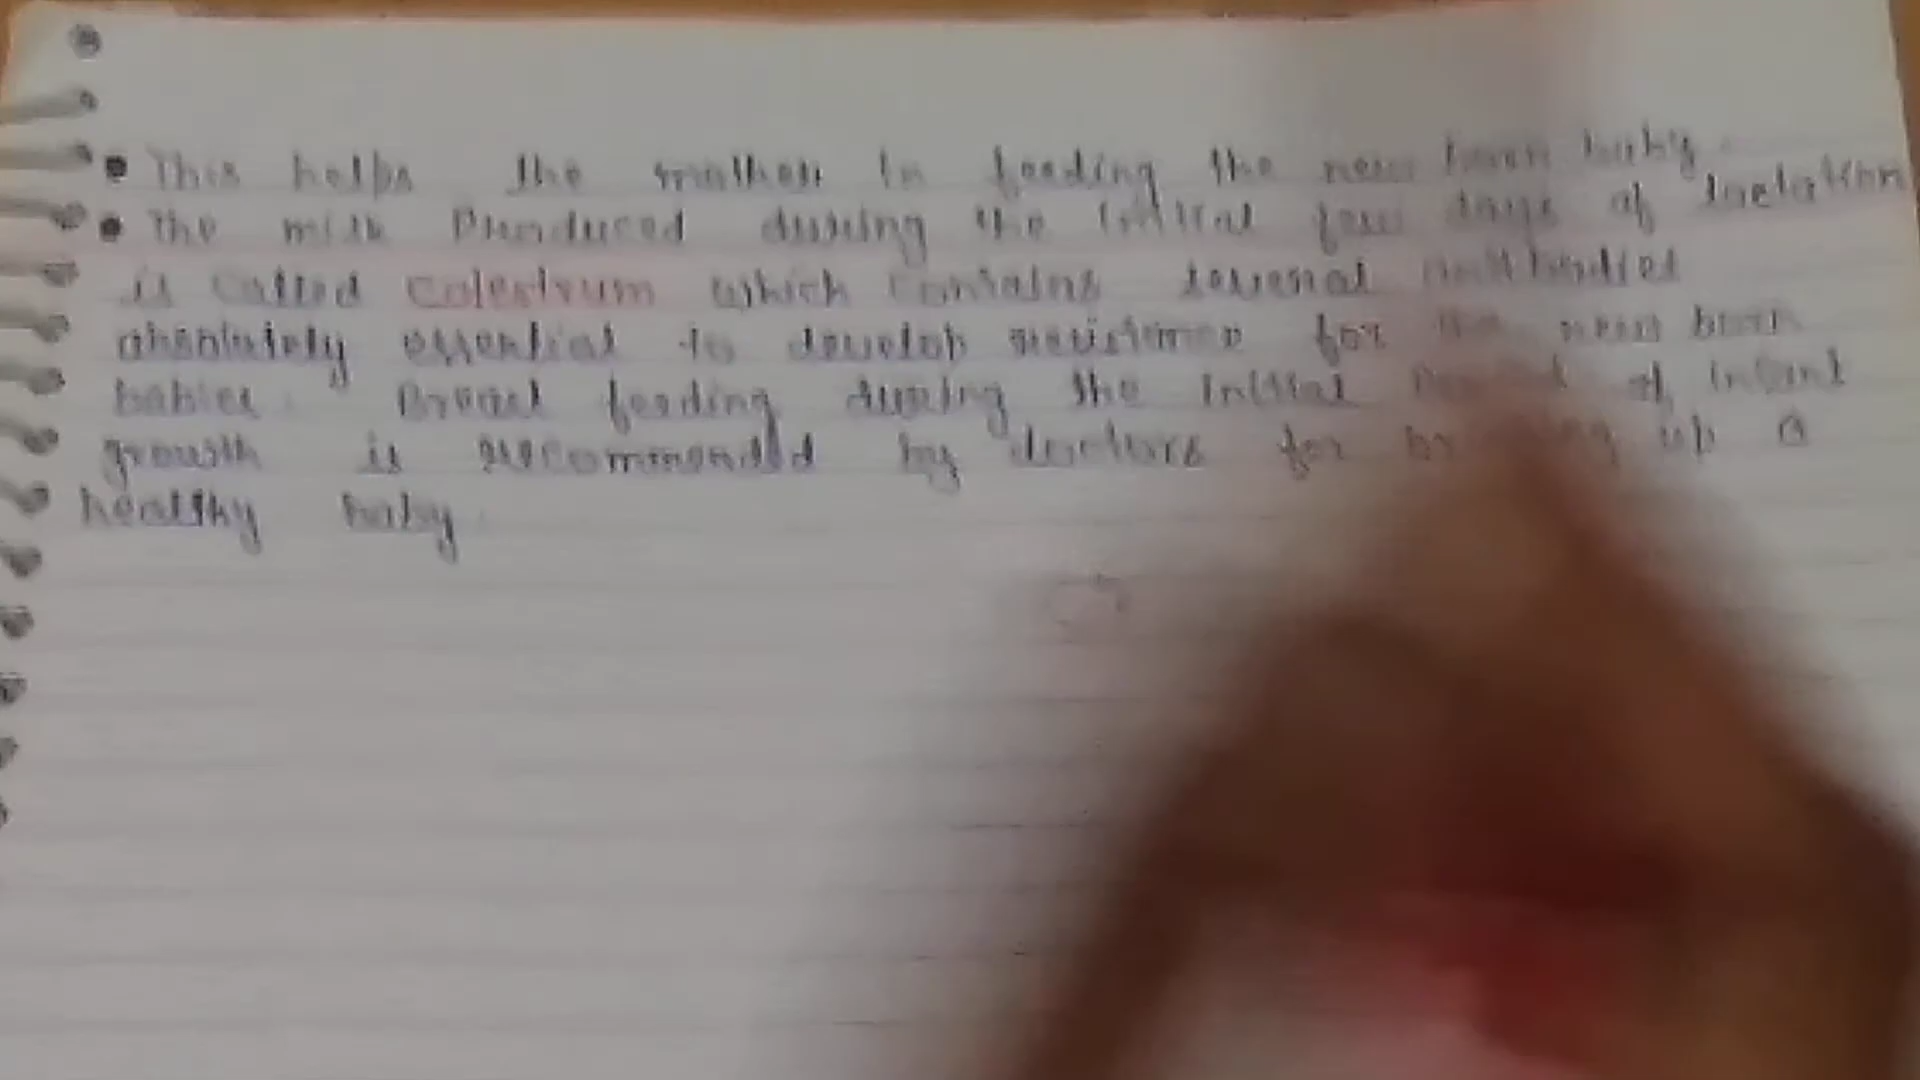 • This helps the mother in feeding the new born baby.
• The milk Produced during the initial few days of lactation
is called colestrum which contains several antibodies
absolutely essential to develop resistance for the new born
babies. Breast feeding during the initial of infant
growth is recommended by doctors for up a
healthy baby.